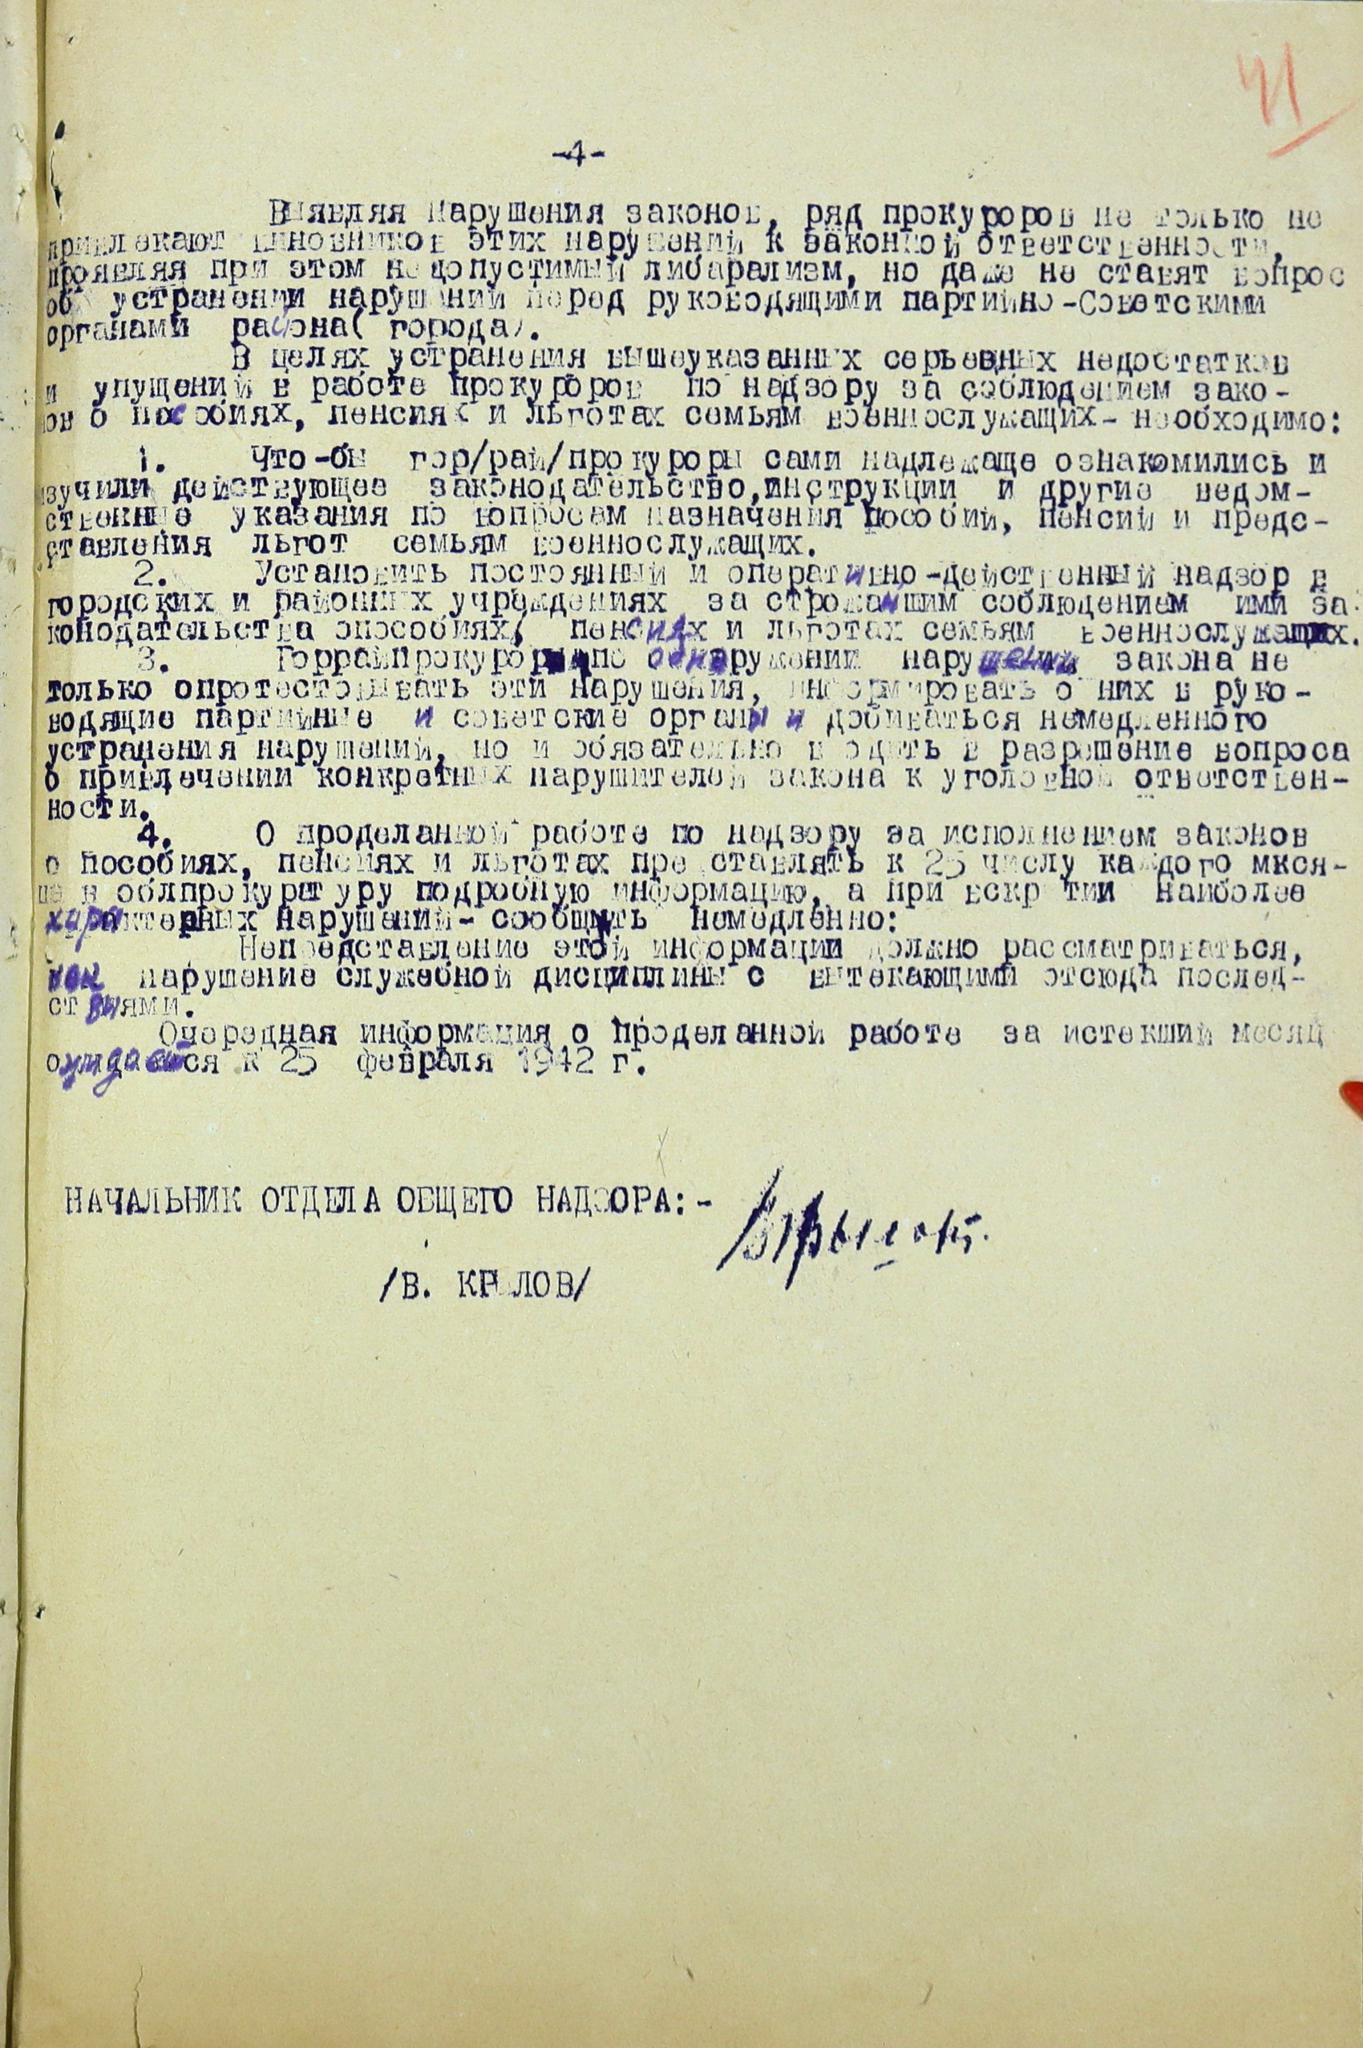 41
-4-
Выявляя нарушения законов, ряд прокуроров не только не
привлекают виновников этих нарушений к законной ответственности,
проявляя при этом недопустимый либарализм, но даже не ставят вопрос
об устранении нарушений перед руководящими партийно-Советскими
органами района( города).
В целях устранения вышеуказанных серьезных недостатков
и упущений в работе прокуроров по надзору за соблюдением зако-
нов о пособиях, пенсиях и льготах семьям военнослужащих- необходимо:
1. Что-бы гор/рай/прокуроры сами надлежаще ознакомились и
изучили действующее законодательство,инструкции и другие ведом-
ственные указания по вопросам назначения пособий, пенсий и предс-
ставления льгот семьям военнослужащих.
2. Установить постоянный и оперативно-действенный надзор в
городских и районных учреждениях за строжайшим соблюдением ими за-
конодательства опособиях, пенсиях и льготах семьям военнослужащих.
3. Горрайпрокуроры по обнаружении нарушений закона не
только опротестовывать эти нарушения, информировать о них в руко-
водящие партийные и советские органы и добиваться немедленного
устранения нарушений, но и обязательно входить в разрешение вопроса
о привлечении конкретных нарушителей закона к уголовной ответствен-
ности.
4. О проделанной работе по надзору за исполнением законов
о пособиях, пенсиях и льготах представлять к 25 числу каждого мкся-
це в облпрокуратуру подробную информацию, а при вскрытии наиболее
характерных нарушений- сообщить немедленно:
Непредставление этой информации должно рассматриваться,
как нарушение служебной дисциплины с вытекающими отсюда послед-
ствиями.
Очередная информация о проделанной работе за истекший месяц
ожидается к 25 февраля 1942 г.
НАЧАЛЬНИК ОТДЕЛА ОБЩЕГО НАДЗОРА:-
/В. КРЫЛОВ/